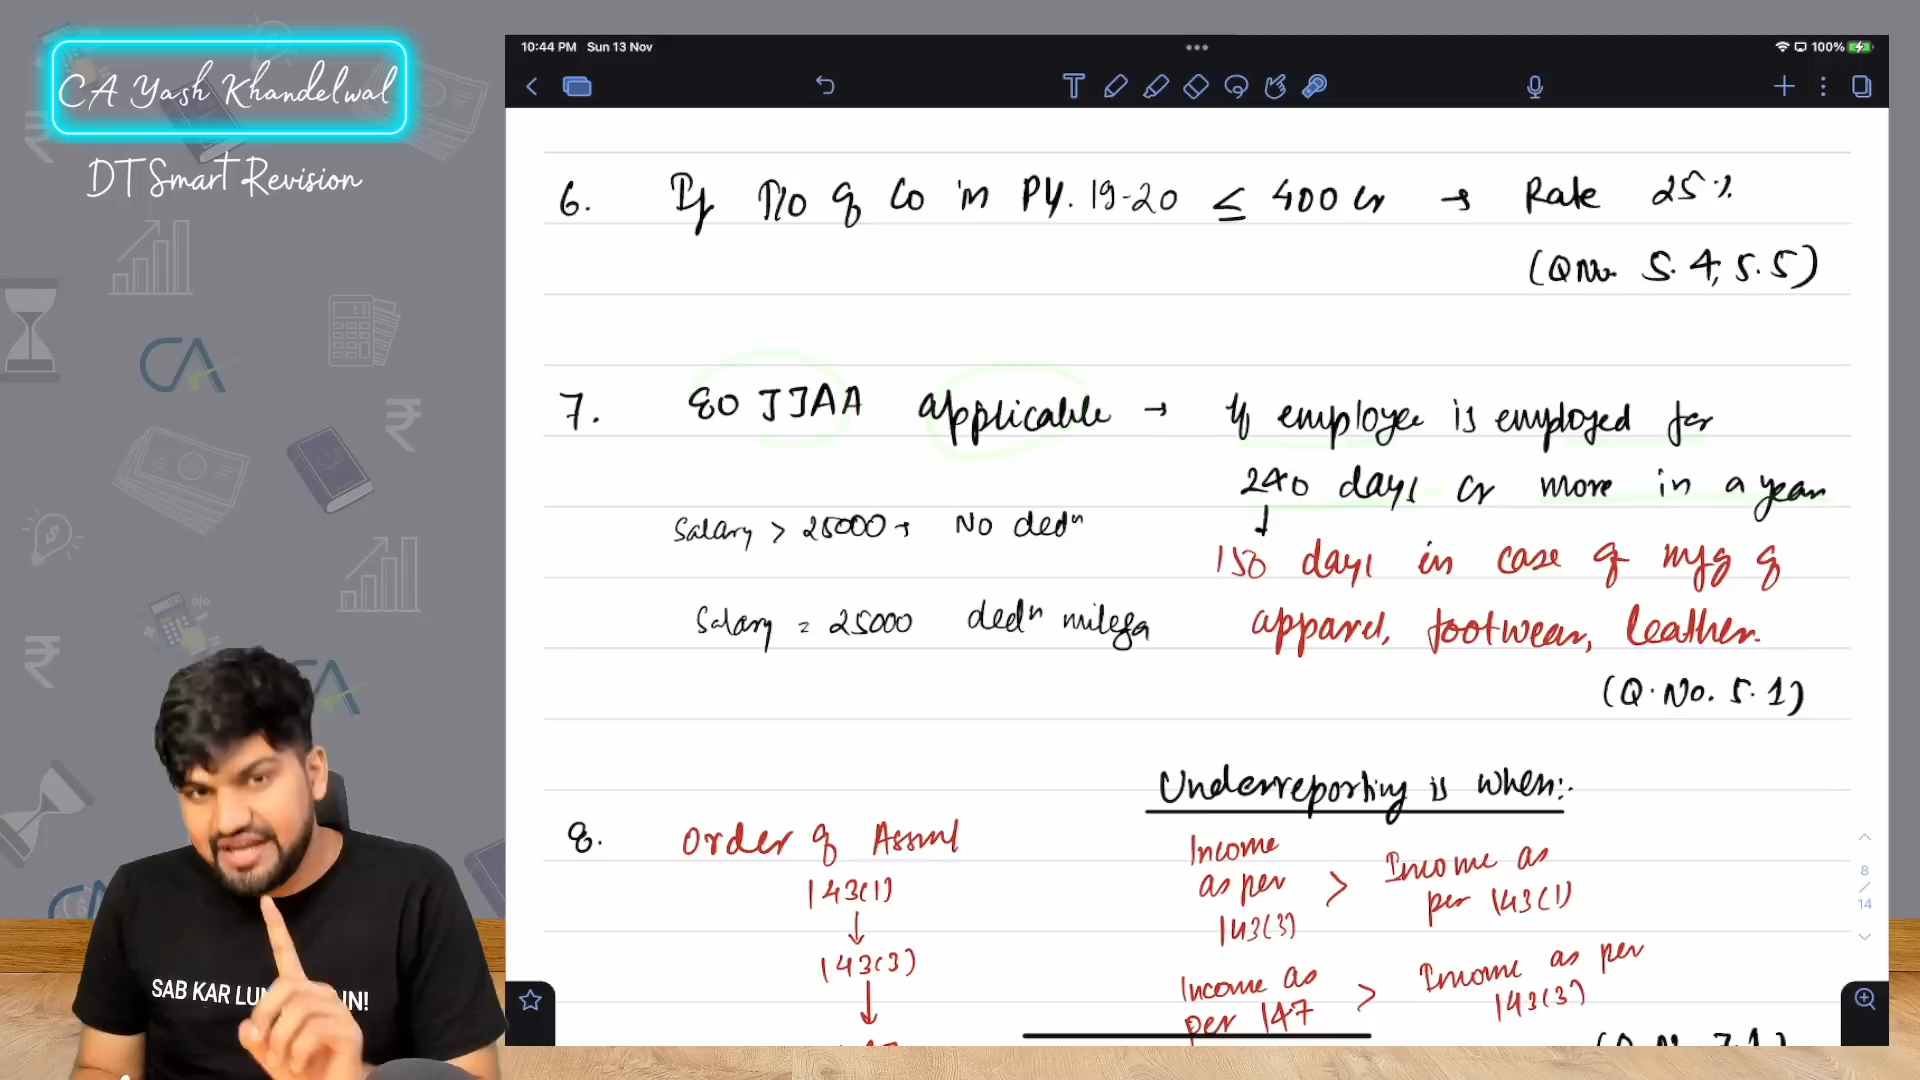 CA Yash Khandelwal
DT Smart Revision
10:44 PM Sun 13 Nov
100%
6. If T/O of Co in PY. 19-20 ≤ 400 cr → Rate 25%
(Q No. 5.4, 5.5)
7. 80 JJAA applicable → If employee is employed for
240 days or more in a year
Salary > 25000 → No dedn
150 days in case of mfg of
Salary = 25000 dedn milega
apparel, footwear, leather.
(Q. No. 5.1)
Underreporting is when:.
8. Order of Assml
143(1)
↓
143(3)
↓
Income as per 143(3) > Income as per 143(1)
Income as per 147 > Income as per 143(3)
8
/
14
SAB KAR IN!
CA